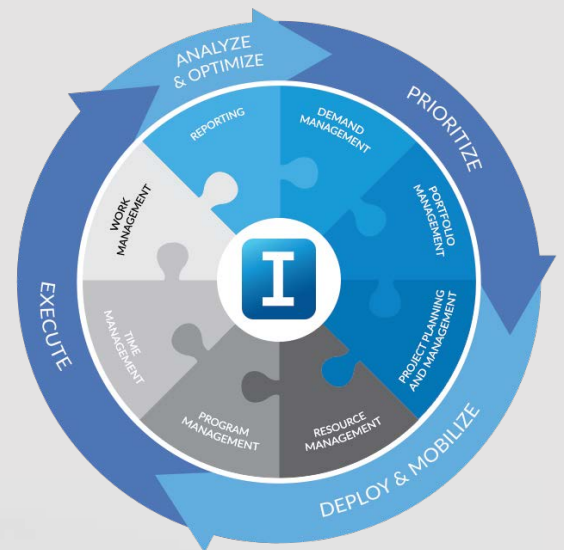 ANALYZE
& OPTIMIZE
PRIORITIZE
DEPLOY & MOBILIZE
EXECUTE
REPORTING
DEMAND
MANAGEMENT
PORTFOLIO
MANAGEMENT
PROJECT PLANNING
AND MANAGEMENT
RESOURCE
MANAGEMENT
PROGRAM
MANAGEMENT
TIME
MANAGEMENT
WORK
MANAGEMENT
I